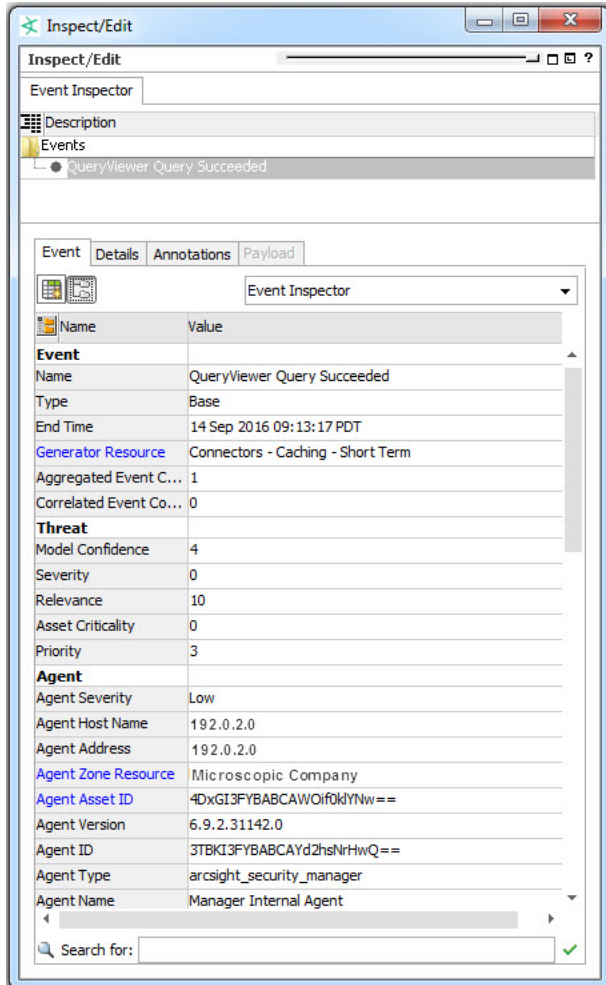 Inspect/Edit
Inspect/Edit ?
Event Inspector
Description
Events
QueryViewer Query Succeeded
Event Details Annotations Payload
Event Inspector
Name Value
Event
Name QueryViewer Query Succeeded
Type Base
End Time 14 Sep 2016 09:13:17 PDT
Generator Resource Connectors - Caching - Short Term
Aggregated Event C... 1
Correlated Event Co... 0
Threat
Model Confidence 4
Severity 0
Relevance 10
Asset Criticality 0
Priority 3
Agent
Agent Severity Low
Agent Host Name 192.0.2.0
Agent Address 192.0.2.0
Agent Zone Resource Microscopic Company
Agent Asset ID 4DxGI3FYBABCAWOif0klYNw==
Agent Version 6.9.2.31142.0
Agent ID 3TBKI3FYBABCAYd2hsNrHwQ==
Agent Type arcsight_security_manager
Agent Name Manager Internal Agent
Search for: